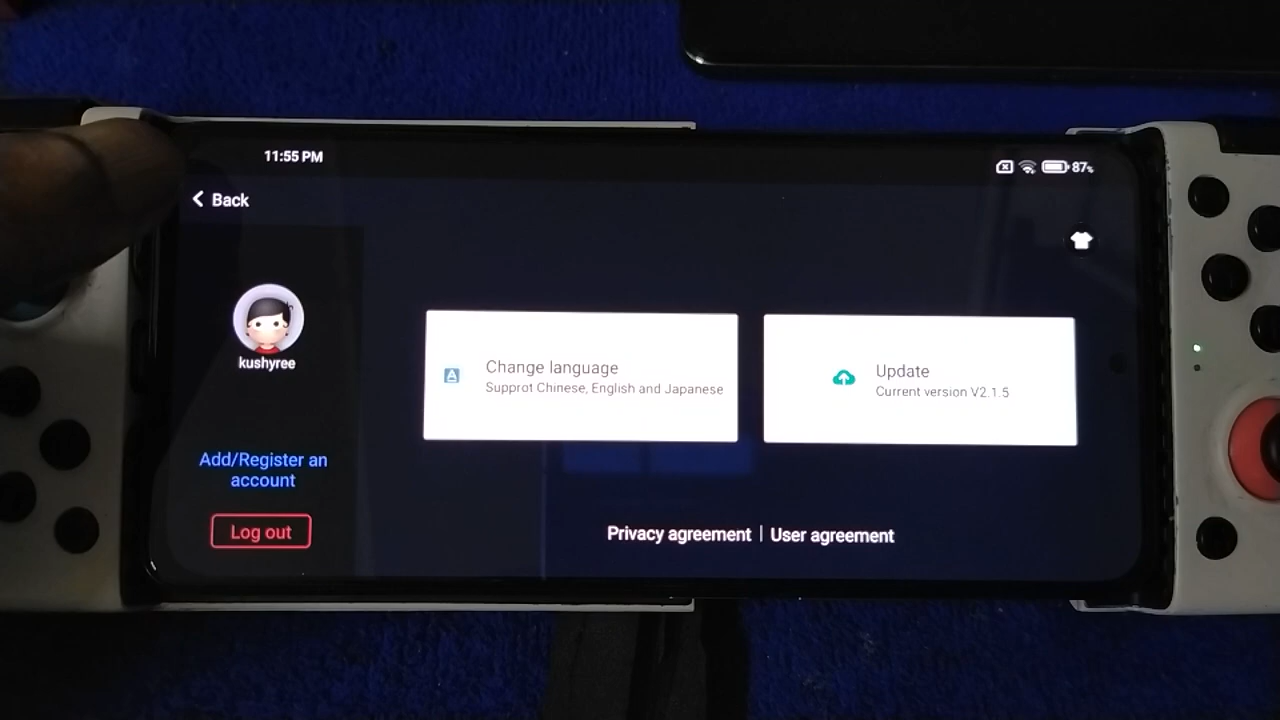 11:55 PM
87%
Back
kushyree
Change language
Supprot Chinese, English and Japanese
Update
Current version V2.1.5
Add/Register an
account
Log out
Privacy agreement | User agreement